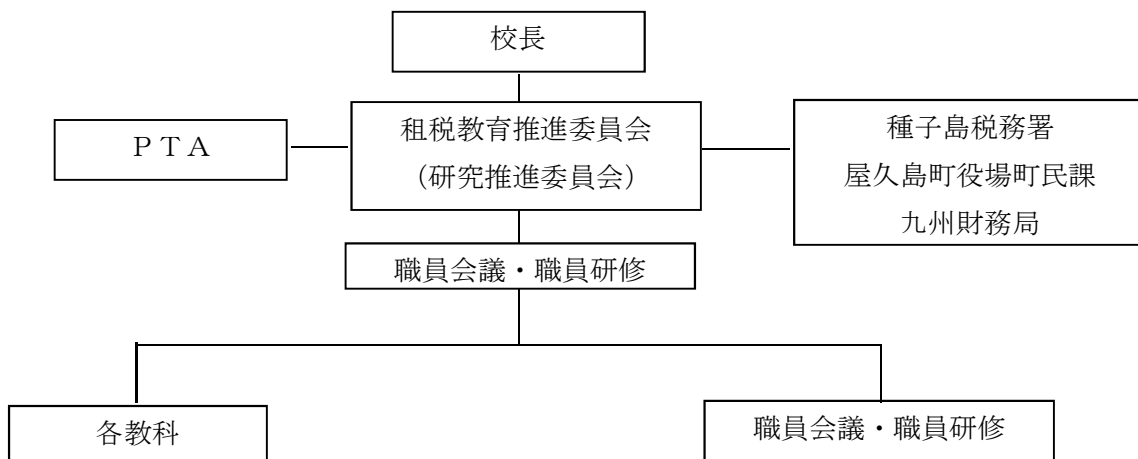 校長
ＰＴＡ
租税教育推進委員会
（研究推進委員会）
種子島税務署
屋久島町役場町民課
九州財務局
職員会議・職員研修
各教科
職員会議・職員研修